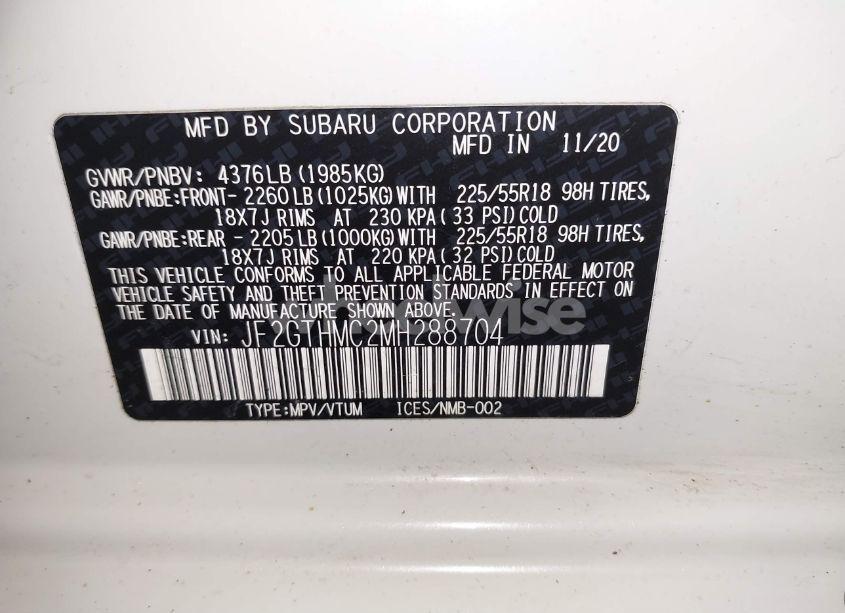 MFD BY SUBARU CORPORATION
MFD IN 11/20
GVWR/PNBV: 4376LB (1985KG)
GAWR/PNBE:FRONT- 2260LB (1025KG) WITH 225/55R18 98H TIRES,
18X7J RIMS AT 230 KPA (33 PSI) COLD
GAWR/PNBE:REAR - 2205LB (1000KG) WITH 225/55R18 98H TIRES,
18X7J RIMS AT 220 KPA (32 PSI) COLD
THIS VEHICLE CONFORMS TO ALL APPLICABLE FEDERAL MOTOR
VEHICLE SAFETY AND THEFT PREVENTION STANDARDS IN EFFECT ON
THE DATE OF MANUFACTURE SHOWN ABOVE.
VIN: JF2GTHMC2MH288704
TYPE:MPV/VTUM ICES/NMB-002